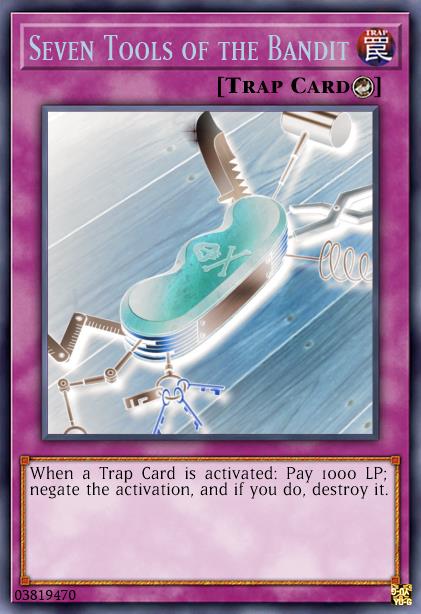 Seven Tools of the Bandit
TRAP
罠
[Trap Card]
When a Trap Card is activated: Pay 1000 LP;
negate the activation, and if you do, destroy it.
03819470